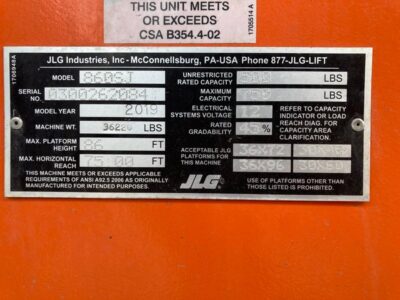 THIS UNIT MEETS
OR EXCEEDS
CSA B354.4-02
1705514 A
1706948A
JLG Industries, Inc - McConnellsburg, PA-USA Phone 877-JLG-LIFT
MODEL 860SJ
SERIAL NO. 0300262084
MODEL YEAR 2019
MACHINE WT. LBS
MAX. PLATFORM HEIGHT 86 FT
MAX. HORIZONTAL REACH 75.00 FT
THIS MACHINE MEETS OR EXCEEDS APPLICABLE
REQUIREMENTS OF ANSI A92.5 2006 AS ORIGINALLY
MANUFACTURED FOR INTENDED PURPOSES.
UNRESTRICTED RATED CAPACITY LBS
MAXIMUM CAPACITY LBS
ELECTRICAL SYSTEMS VOLTAGE 12
RATED GRADABILITY %
REFER TO CAPACITY
INDICATOR OR LOAD
REACH DIAG. FOR
CAPACITY AREA
CLARIFICATION.
ACCEPTABLE JLG
PLATFORMS FOR
THIS MACHINE
36X72
36X96
JLG
USE OF PLATFORMS OTHER THAN
THOSE LISTED IS PROHIBITED.